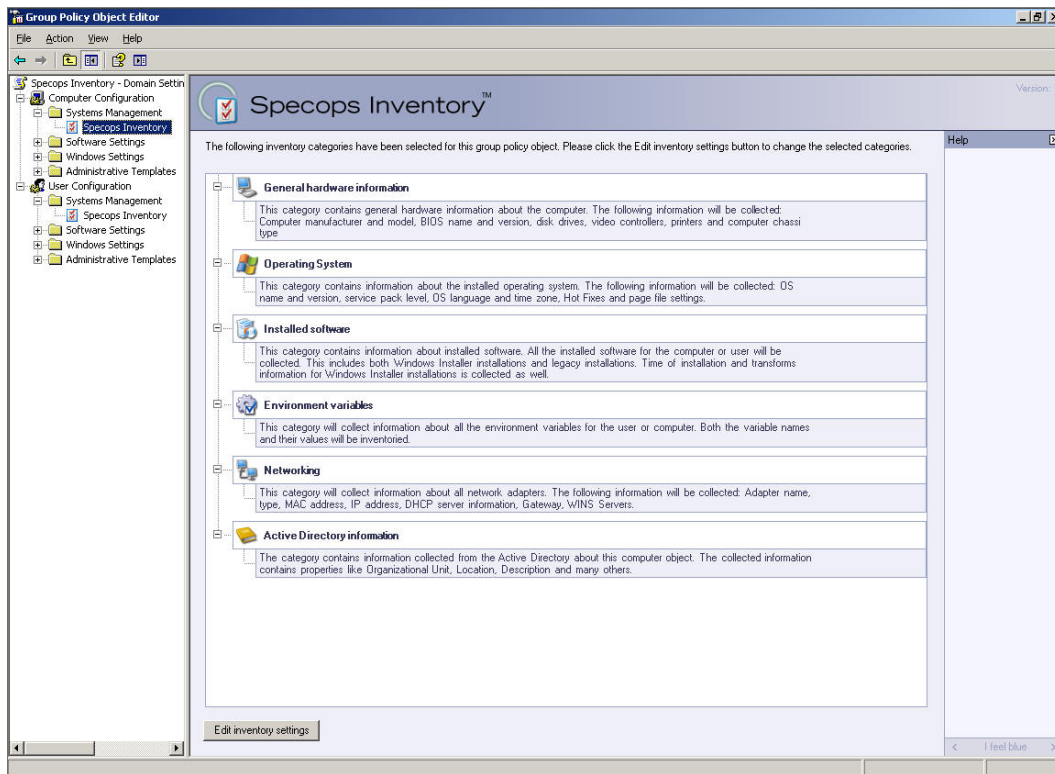 Group Policy Object Editor
File Action View Help
Specops Inventory - Domain Settin
Computer Configuration
Systems Management
Specops Inventory
Software Settings
Windows Settings
Administrative Templates
User Configuration
Systems Management
Specops Inventory
Software Settings
Windows Settings
Administrative Templates
Specops Inventory™
Version:
The following inventory categories have been selected for this group policy object. Please click the Edit inventory settings button to change the selected categories.
General hardware information
This category contains general hardware information about the computer. The following information will be collected:
Computer manufacturer and model, BIOS name and version, disk drives, video controllers, printers and computer chassi
type
Operating System
This category contains information about the installed operating system. The following information will be collected: OS
name and version, service pack level, OS language and time zone, Hot Fixes and page file settings.
Installed software
This category contains information about installed software. All the installed software for the computer or user will be
collected. This includes both Windows Installer installations and legacy installations. Time of installation and transforms
information for Windows Installer installations is collected as well.
Environment variables
This category will collect information about all the environment variables for the user or computer. Both the variable names
and their values will be inventoried.
Networking
This category will collect information about all network adapters. The following information will be collected: Adapter name,
type, MAC address, IP address, DHCP server information, Gateway, WINS Servers.
Active Directory information
The category contains information collected from the Active Directory about this computer object. The collected information
contains properties like Organizational Unit, Location, Description and many others.
Edit inventory settings
Help
< I feel blue >